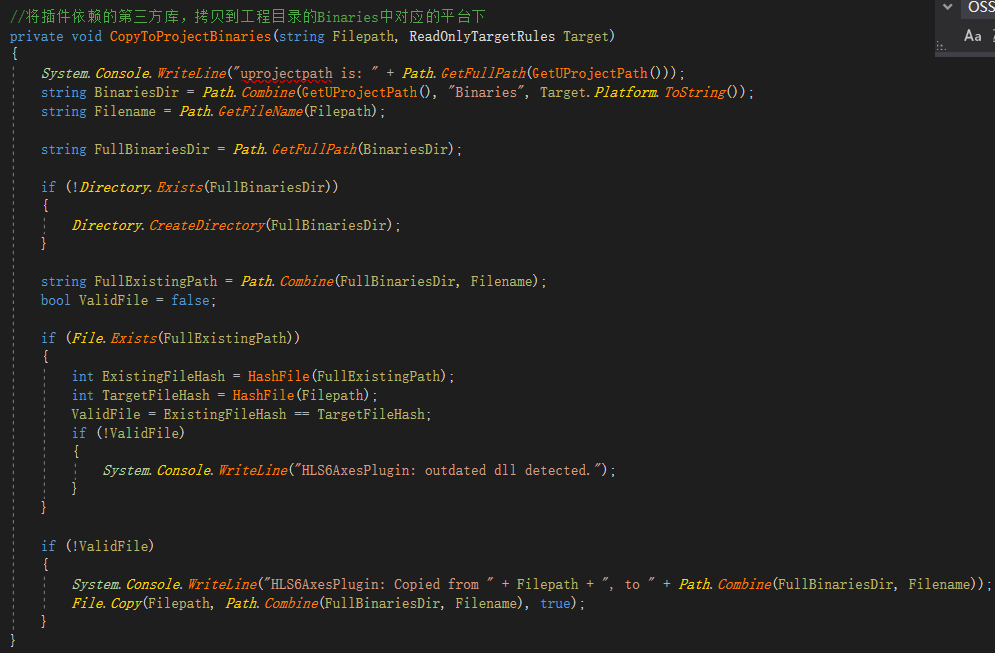 //将插件依赖的第三方库，拷贝到工程目录的Binaries中对应的平台下
private void CopyToProjectBinaries(string Filepath, ReadOnlyTargetRules Target)
{
    System.Console.WriteLine("uprojectpath is: " + Path.GetFullPath(GetUProjectPath()));
    string BinariesDir = Path.Combine(GetUProjectPath(), "Binaries", Target.Platform.ToString());
    string Filename = Path.GetFileName(Filepath);
    string FullBinariesDir = Path.GetFullPath(BinariesDir);
    if (!Directory.Exists(FullBinariesDir))
    {
        Directory.CreateDirectory(FullBinariesDir);
    }
    string FullExistingPath = Path.Combine(FullBinariesDir, Filename);
    bool ValidFile = false;
    if (File.Exists(FullExistingPath))
    {
        int ExistingFileHash = HashFile(FullExistingPath);
        int TargetFileHash = HashFile(Filepath);
        ValidFile = ExistingFileHash == TargetFileHash;
        if (!ValidFile)
        {
            System.Console.WriteLine("HLS6AxesPlugin: outdated dll detected.");
        }
    }
    if (!ValidFile)
    {
        System.Console.WriteLine("HLS6AxesPlugin: Copied from " + Filepath + ", to " + Path.Combine(FullBinariesDir, Filename));
        File.Copy(Filepath, Path.Combine(FullBinariesDir, Filename), true);
    }
}
OSS
Aa